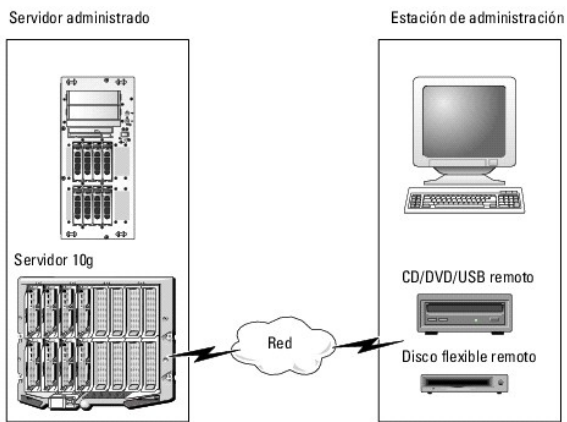 Servidor administrado
Estación de administración
Servidor 10g
CD/DVD/USB remoto
Red
Disco flexible remoto